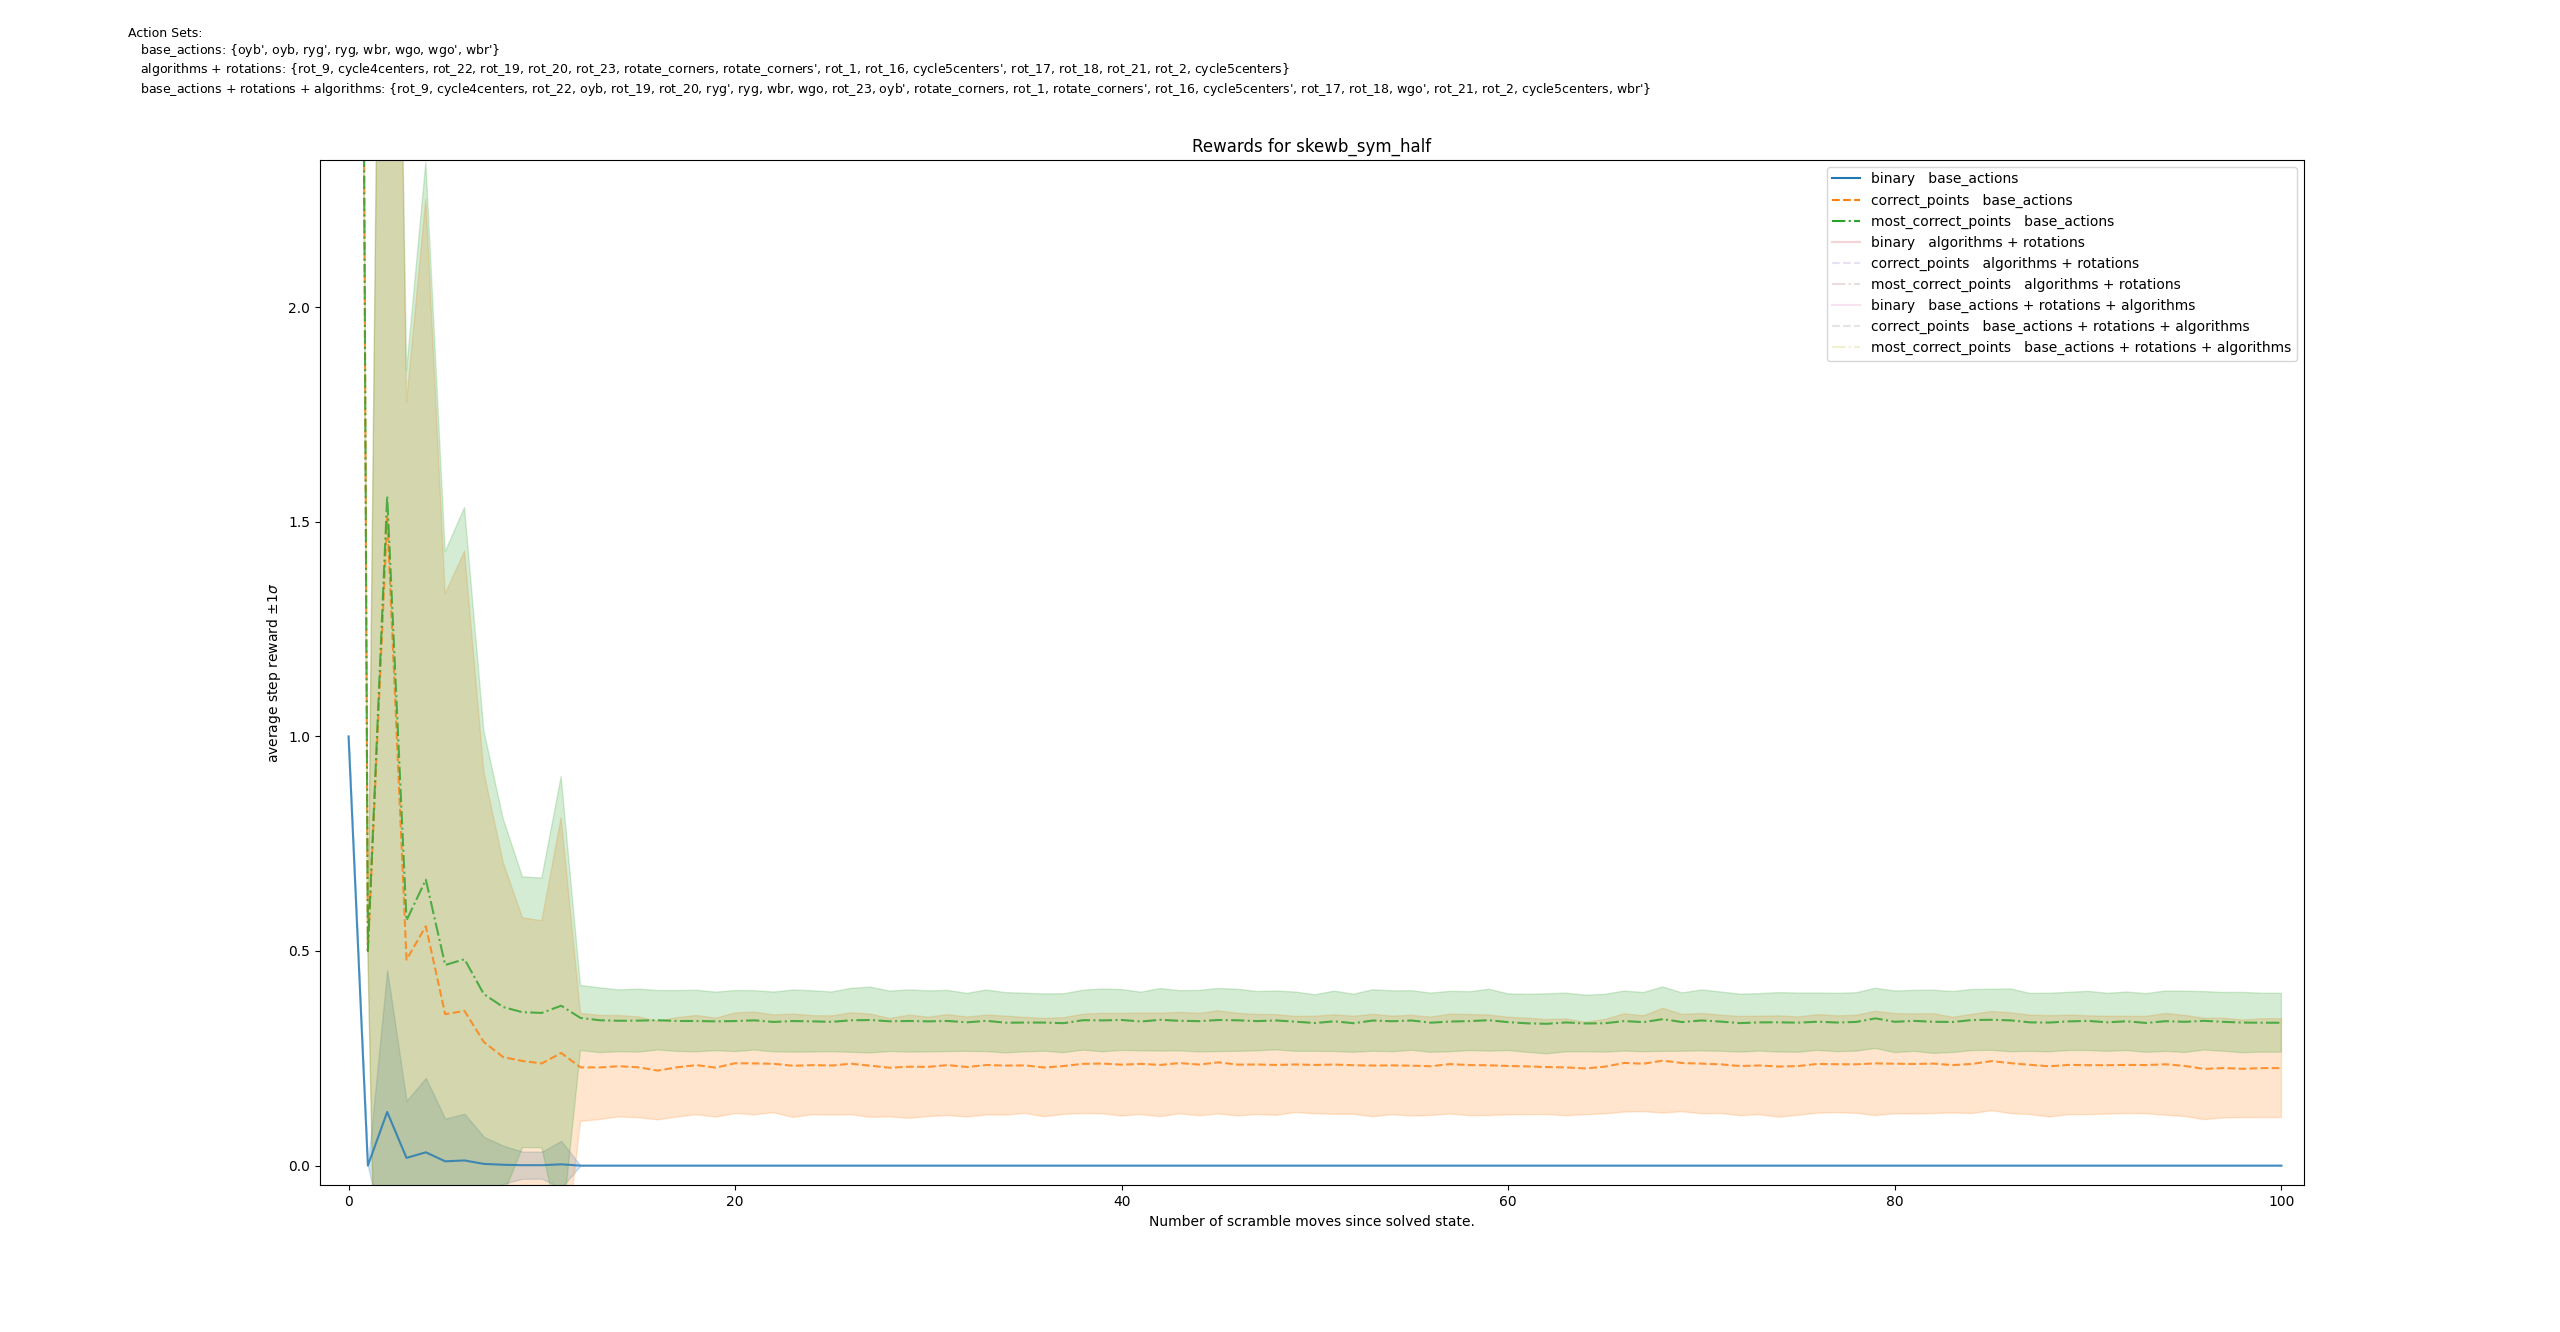 Action Sets:
base_actions: {oyb', oyb, ryg', ryg, wbr, wgo, wgo', wbr'}
algorithms + rotations: {rot_9, cycle4centers, rot_22, rot_19, rot_20, rot_23, rotate_corners, rotate_corners', rot_1, rot_16, cycle5centers', rot_17, rot_18, rot_21, rot_2, cycle5centers}
base_actions + rotations + algorithms: {rot_9, cycle4centers, rot_22, oyb, rot_19, rot_20, ryg', ryg, wbr, wgo, rot_23, oyb', rotate_corners, rot_1, rotate_corners', rot_16, cycle5centers', rot_17, rot_18, wgo', rot_21, rot_2, cycle5centers, wbr'}
Rewards for skewb_sym_half
binary base_actions
correct_points base_actions
most_correct_points base_actions
binary algorithms + rotations
correct_points algorithms + rotations
most_correct_points algorithms + rotations
binary base_actions + rotations + algorithms
correct_points base_actions + rotations + algorithms
most_correct_points base_actions + rotations + algorithms
2.0
1.5
1.0
0.5
0.0
average step reward ±1σ
0 20 40 60 80 100
Number of scramble moves since solved state.